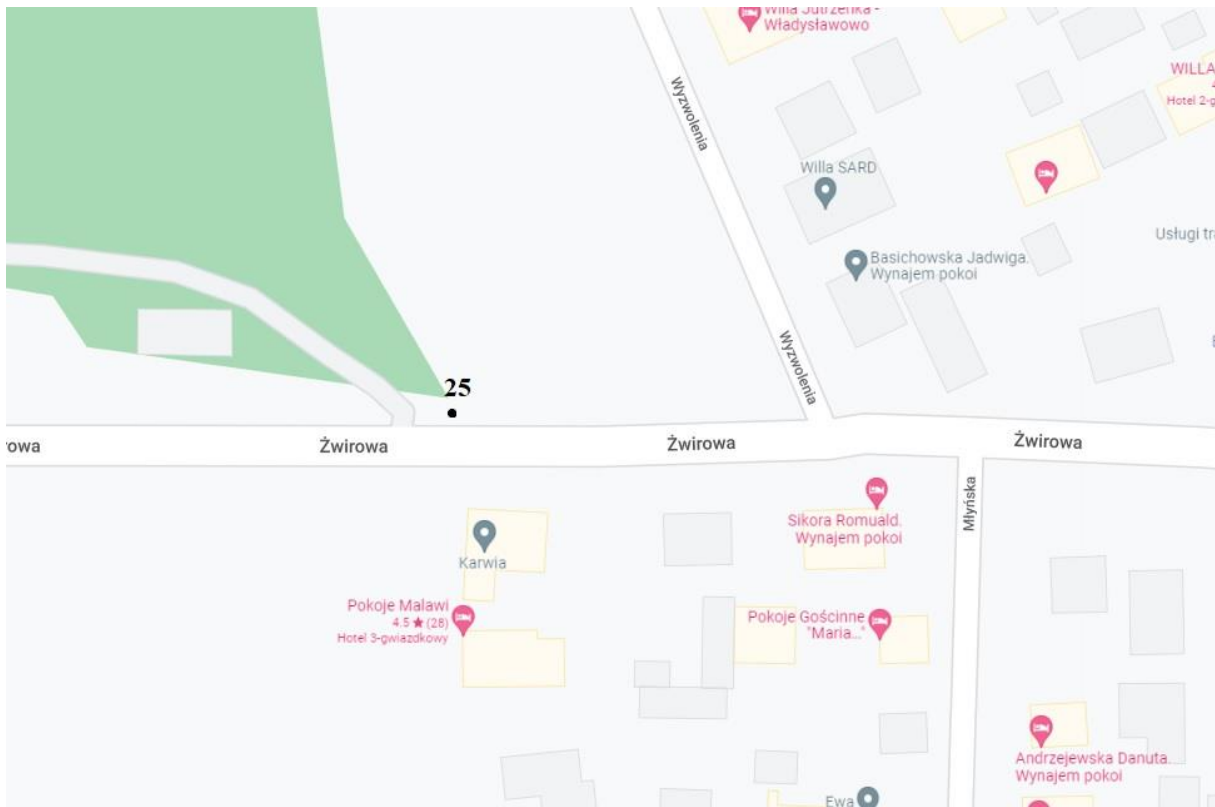 Willa Jutrzenka -
Władysławowo
WILLA
4
Hotel 2-g
Wyzwolenia
Willa SARD
Usługi tra
Basichowska Jadwiga.
Wynajem pokoi
Wyzwolenia
25
rowa
Żwirowa
Żwirowa
Żwirowa
Młyńska
Sikora Romuald.
Wynajem pokoi
Karwia
Pokoje Malawi
4.5 ★ (28)
Hotel 3-gwiazdkowy
Pokoje Gościnne
"Maria..."
Andrzejewska Danuta.
Wynajem pokoi
Ewa